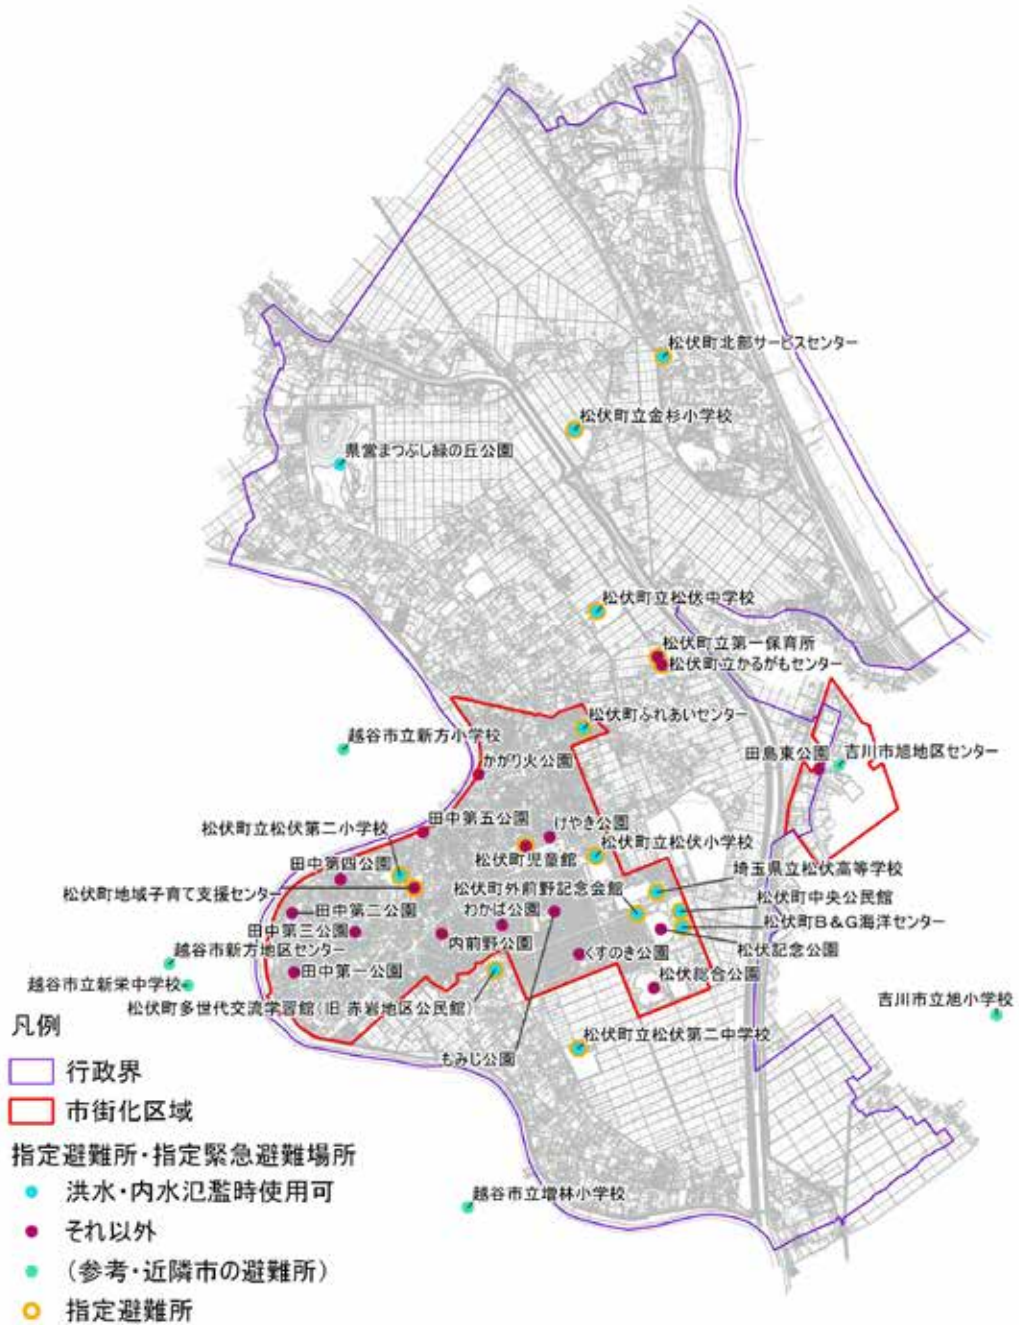 松伏町北部サービスセンター
松伏町立金杉小学校
県営まつぶし緑の丘公園
松伏町立松伏中学校
松伏町立第一保育所
松伏町立かるがもセンター
松伏町ふれあいセンター
越谷市立新方小学校
かがり火公園
田島東公園
吉川市旭地区センター
田中第五公園
けやき公園
松伏町立松伏第二小学校
松伏町立松伏小学校
田中第四公園
松伏町児童館
埼玉県立松伏高等学校
松伏町地域子育て支援センター
松伏町外前野記念会館
松伏町中央公民館
わかば公園
田中第二公園
松伏町B&G海洋センター
田中第三公園
内前野公園
松伏記念公園
越谷市新方地区センター
くすのき公園
田中第一公園
松伏総合公園
越谷市立新栄中学校
吉川市立旭小学校
松伏町多世代交流学習館(旧 赤岩地区公民館)
松伏町立松伏第二中学校
もみじ公園
越谷市立増林小学校
凡例
行政界
市街化区域
指定避難所・指定緊急避難場所
洪水・内水氾濫時使用可
それ以外
(参考・近隣市の避難所)
指定避難所